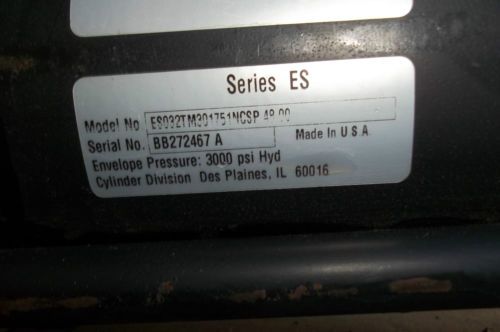 Series ES
Model No. ES032TM301751NCSP 48.00
Serial No. BB272467 A Made In U S A
Envelope Pressure: 3000 psi Hyd
Cylinder Division Des Plaines, IL 60016